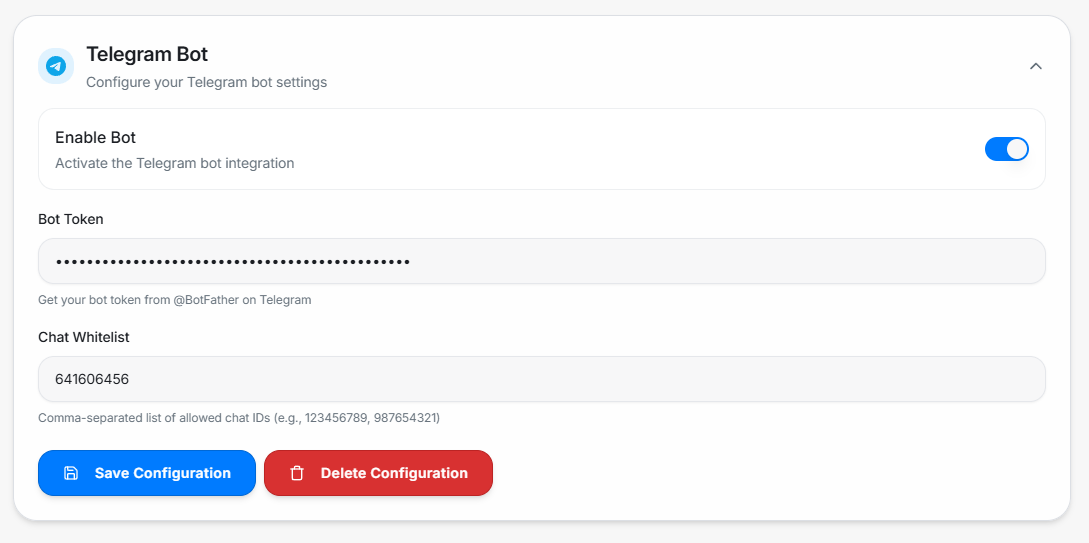 Telegram Bot
Configure your Telegram bot settings
Enable Bot
Activate the Telegram bot integration
Bot Token
••••••••••••••••••••••••••••••••••••••••••••••
Get your bot token from @BotFather on Telegram
Chat Whitelist
641606456
Comma-separated list of allowed chat IDs (e.g., 123456789, 987654321)
Save Configuration
Delete Configuration